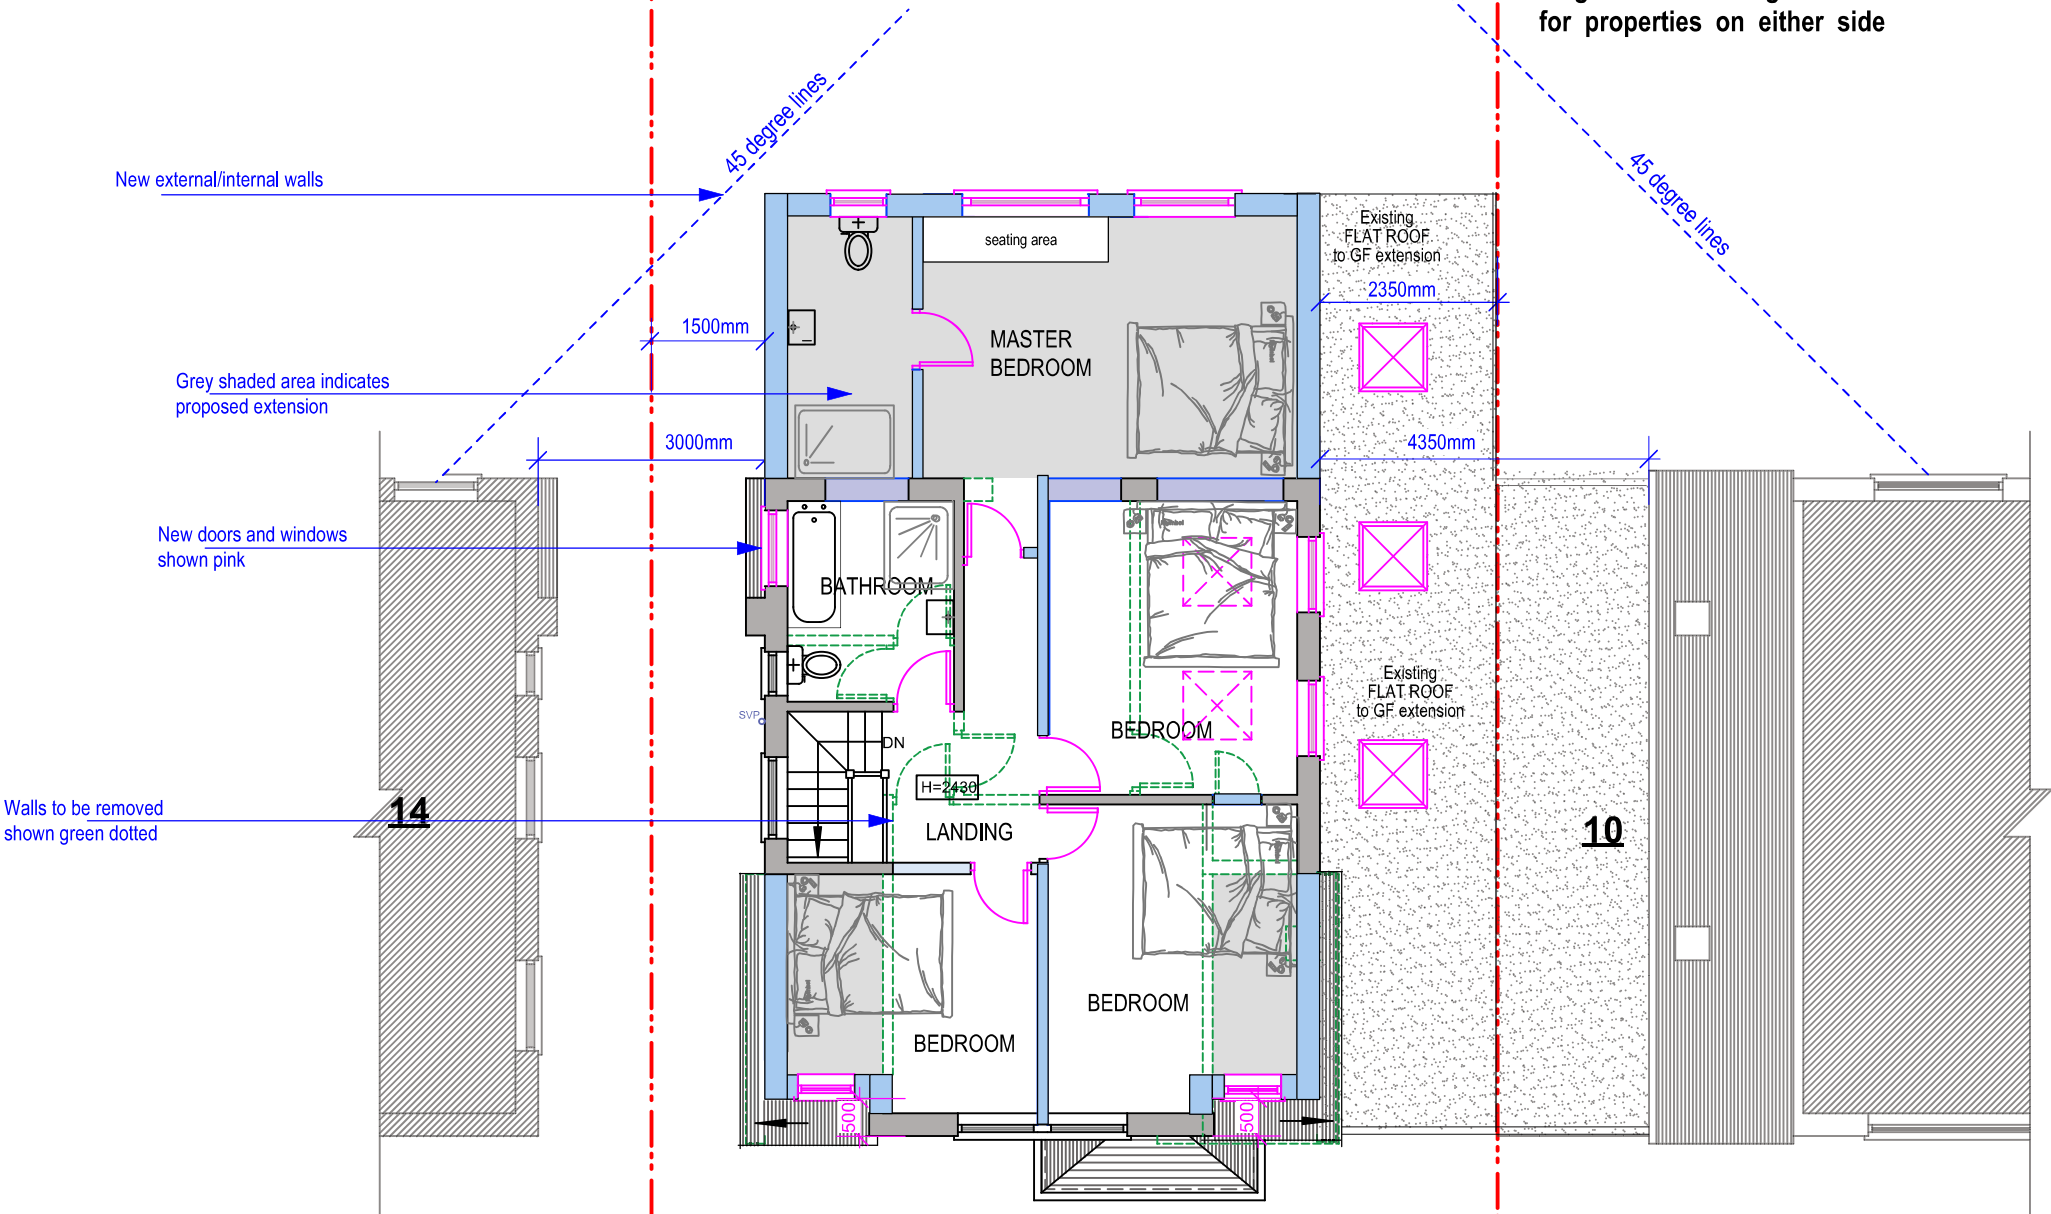 for properties on either side
45 degree lines
45 degree lines
New external/internal walls
Existing
FLAT ROOF
to GF extension
seating area
2350mm
1500mm
MASTER
BEDROOM
Grey shaded area indicates
proposed extension
3000mm
4350mm
New doors and windows
shown pink
BATHROOM
Existing
FLAT ROOF
to GF extension
SVP
BEDROOM
DN
H=2430
Walls to be removed
shown green dotted
14
LANDING
10
BEDROOM
BEDROOM
500
500